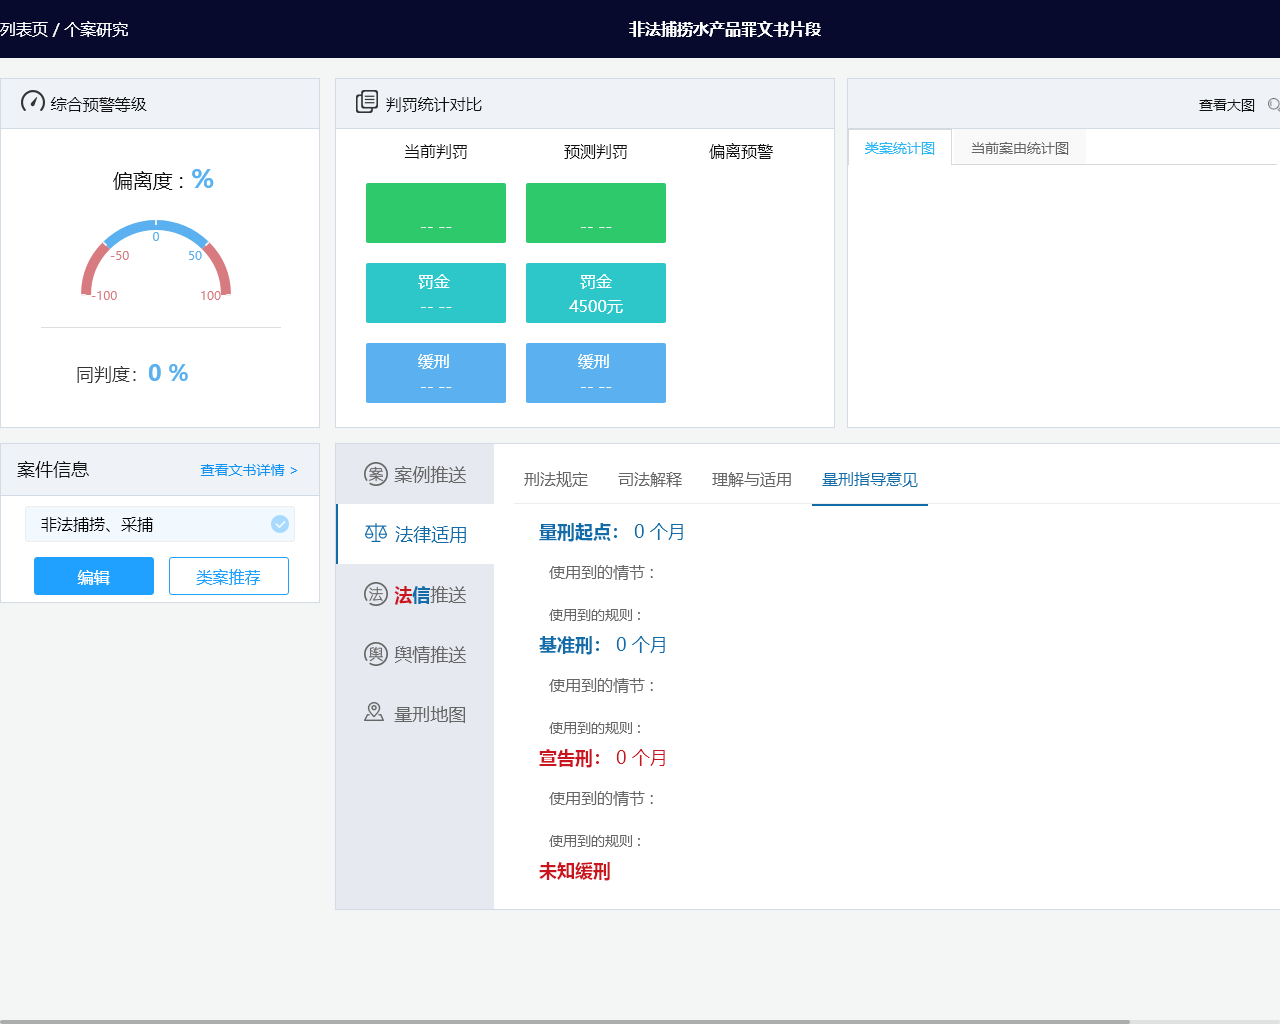 列表页 / 个案研究
非法捕捞水产品罪文书片段
综合预警等级
偏离度 : %
0
-50
50
-100
100
同判度: 0 %
判罚统计对比
当前判罚
预测判罚
偏离预警
-- --
-- --
罚金
-- --
罚金
4500元
缓刑
-- --
缓刑
-- --
查看大图
类案统计图
当前案由统计图
案件信息
查看文书详情 >
非法捕捞、采捕
编辑
类案推荐
案 案例推送
法律适用
法 法信推送
舆 舆情推送
量刑地图
刑法规定
司法解释
理解与适用
量刑指导意见
量刑起点: 0 个月
使用到的情节 :
使用到的规则 :
基准刑: 0 个月
使用到的情节 :
使用到的规则 :
宣告刑: 0 个月
使用到的情节 :
使用到的规则 :
未知缓刑